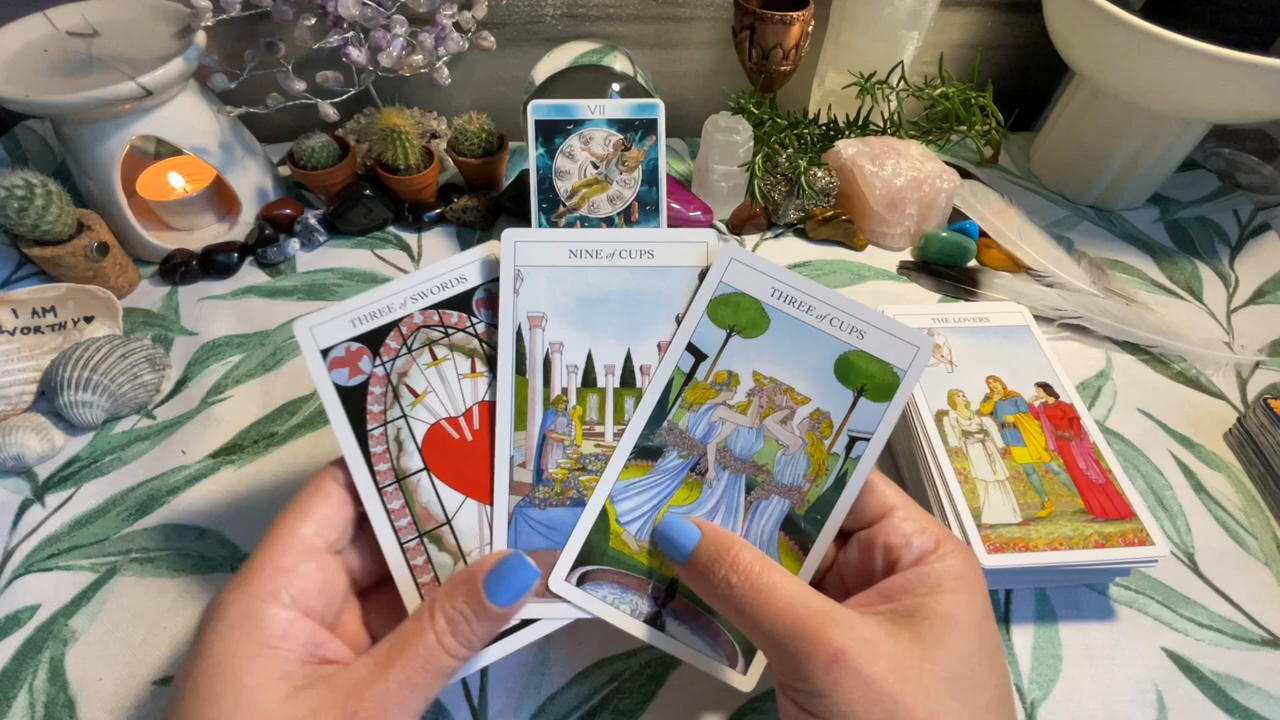 VII
NINE of CUPS
THREE of SWORDS
THREE of CUPS
THE LOVERS
I AM
WORTHY♥